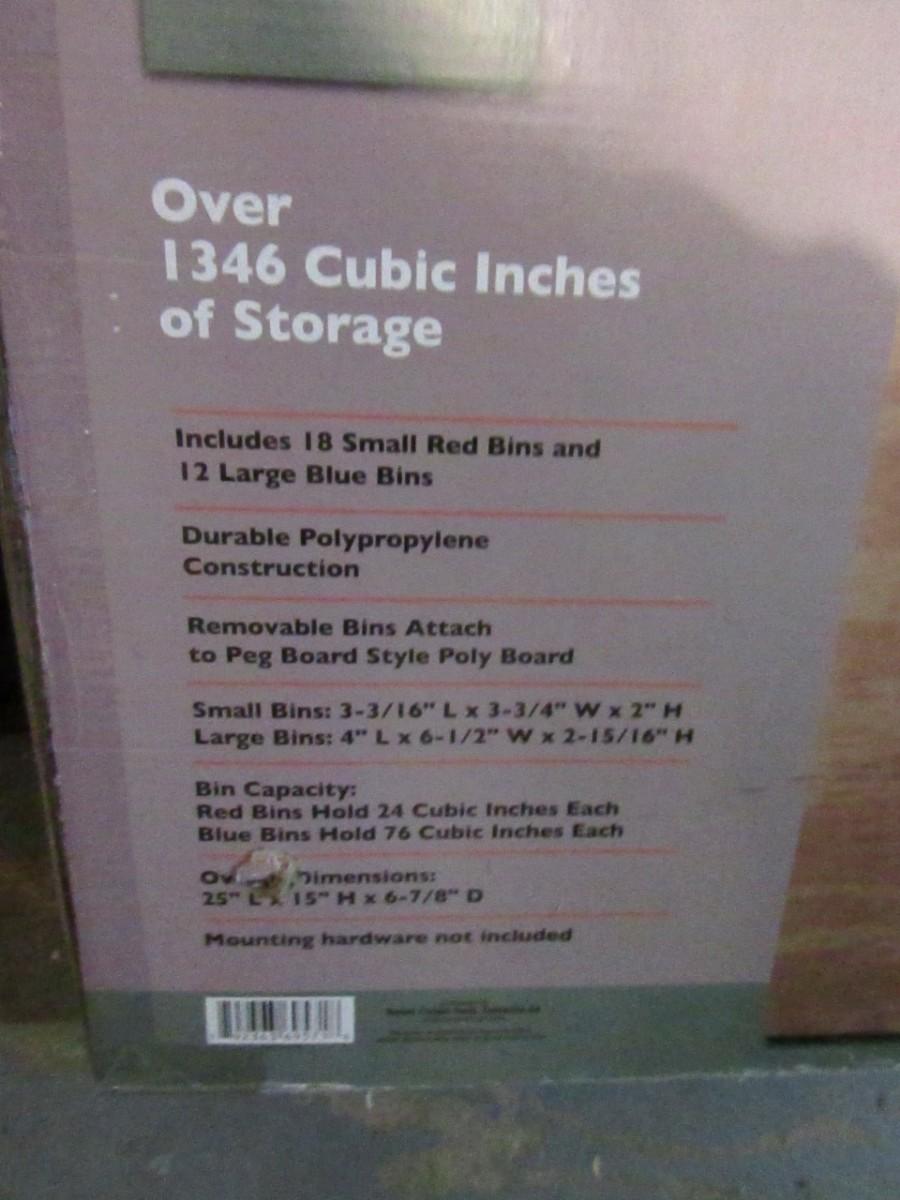 Over
1346 Cubic Inches
of Storage
Includes 18 Small Red Bins and
12 Large Blue Bins
Durable Polypropylene
Construction
Removable Bins Attach
to Peg Board Style Poly Board
Small Bins: 3-3/16" L x 3-3/4" W x 2" H
Large Bins: 4" L x 6-1/2" W x 2-15/16" H
Bin Capacity:
Red Bins Hold 24 Cubic Inches Each
Blue Bins Hold 76 Cubic Inches Each
Dimensions:
25" L x 15" H x 6-7/8" D
Mounting hardware not included